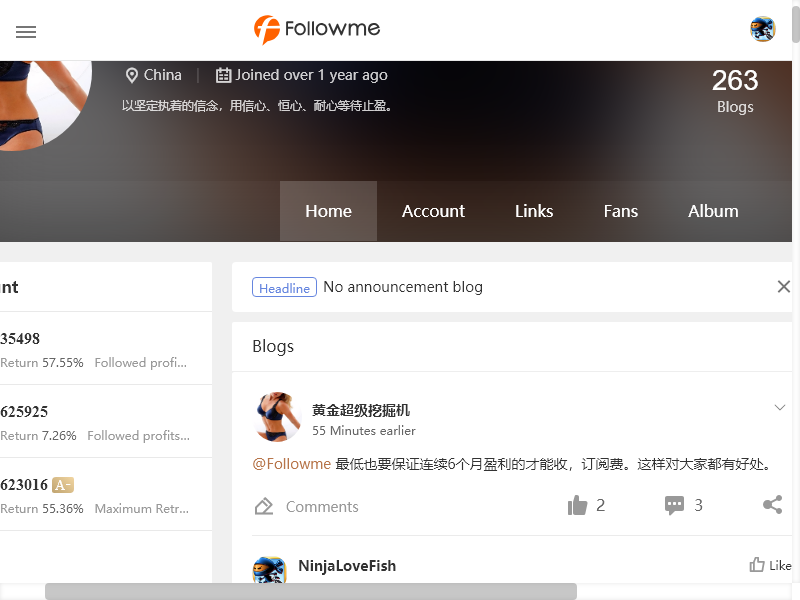 Followme
China | Joined over 1 year ago
以坚定执着的信念，用信心、恒心、耐心等待止盈。
263
Blogs
Home Account Links Fans Album
nt
35498
Return 57.55% Followed profi...
625925
Return 7.26% Followed profits...
623016 A-
Return 55.36% Maximum Retr...
Headline No announcement blog
Blogs
黄金超级挖掘机
55 Minutes earlier
@Followme 最低也要保证连续6个月盈利的才能收，订阅费。这样对大家都有好处。
Comments 2 3
NinjaLoveFish Like